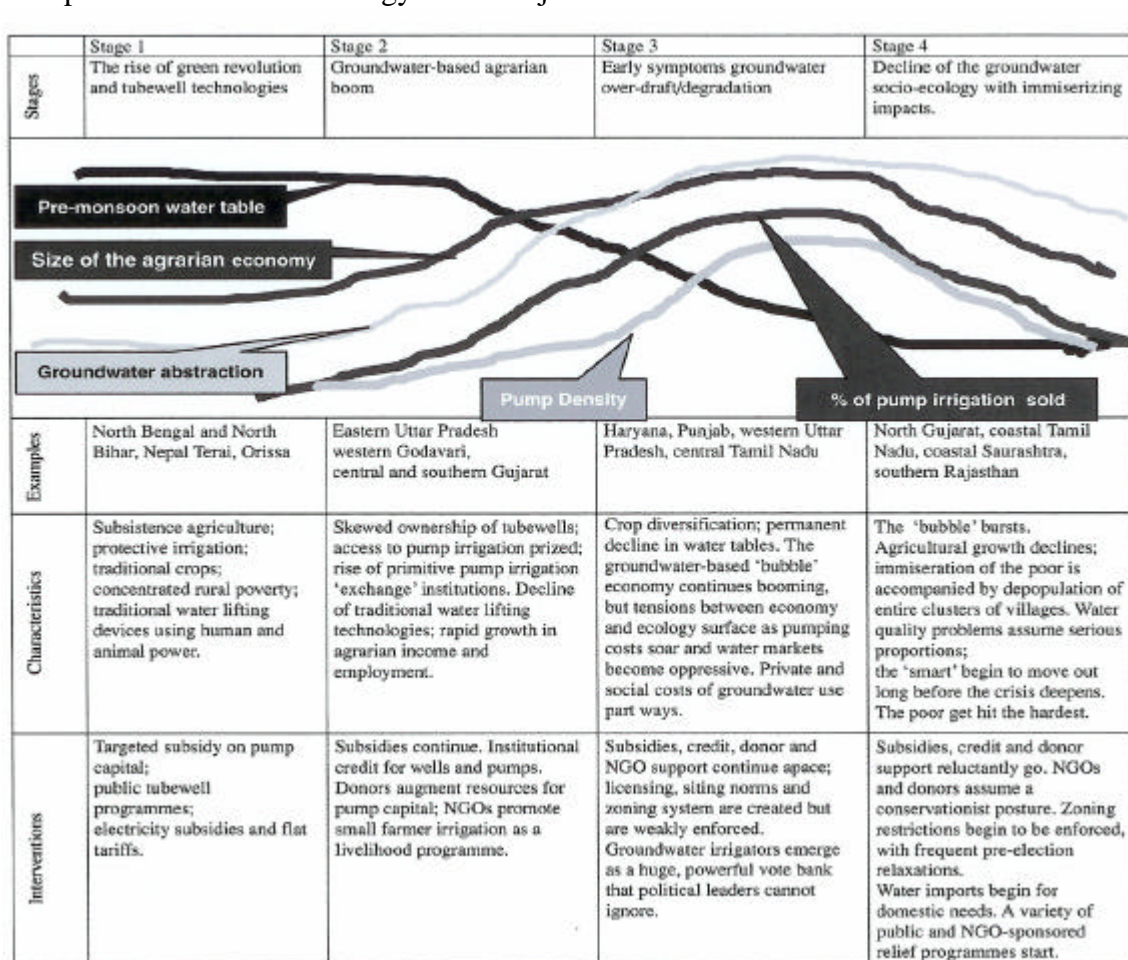 Stage 1
Stage 2
Stage 3
Stage 4
Stages
The rise of green revolution
and tubewell technologies
Groundwater-based agrarian
boom
Early symptoms groundwater
over-draft/degradation
Decline of the groundwater
socio-ecology with immiserizing
impacts.
Pre-monsoon water table
Size of the agrarian economy
Groundwater abstraction
Pump Density
% of pump irrigation sold
Examples
North Bengal and North
Bihar, Nepal Terai, Orissa
Eastern Uttar Pradesh
western Godavari,
central and southern Gujarat
Haryana, Punjab, western Uttar
Pradesh, central Tamil Nadu
North Gujarat, coastal Tamil
Nadu, coastal Saurashtra,
southern Rajasthan
Characteristics
Subsistence agriculture;
protective irrigation;
traditional crops;
concentrated rural poverty;
traditional water lifting
devices using human and
animal power.
Skewed ownership of tubewells;
access to pump irrigation prized;
rise of primitive pump irrigation
'exchange' institutions. Decline
of traditional water lifting
technologies; rapid growth in
agrarian income and
employment.
Crop diversification; permanent
decline in water tables. The
groundwater-based 'bubble'
economy continues booming,
but tensions between economy
and ecology surface as pumping
costs soar and water markets
become oppressive. Private and
social costs of groundwater use
part ways.
The 'bubble' bursts.
Agricultural growth declines;
immiseration of the poor is
accompanied by depopulation of
entire clusters of villages. Water
quality problems assume serious
proportions;
the 'smart' begin to move out
long before the crisis deepens.
The poor get hit the hardest.
Interventions
Targeted subsidy on pump
capital;
public tubewell
programmes;
electricity subsidies and flat
tariffs.
Subsidies continue. Institutional
credit for wells and pumps.
Donors augment resources for
pump capital; NGOs promote
small farmer irrigation as a
livelihood programme.
Subsidies, credit, donor and
NGO support continue apace;
licensing, siting norms and
zoning system are created but
are weakly enforced.
Groundwater irrigators emerge
as a huge, powerful vote bank
that political leaders cannot
ignore.
Subsidies, credit and donor
support reluctantly go. NGOs
and donors assume a
conservationist posture. Zoning
restrictions begin to be enforced,
with frequent pre-election
relaxations.
Water imports begin for
domestic needs. A variety of
public and NGO-sponsored
relief programmes start.